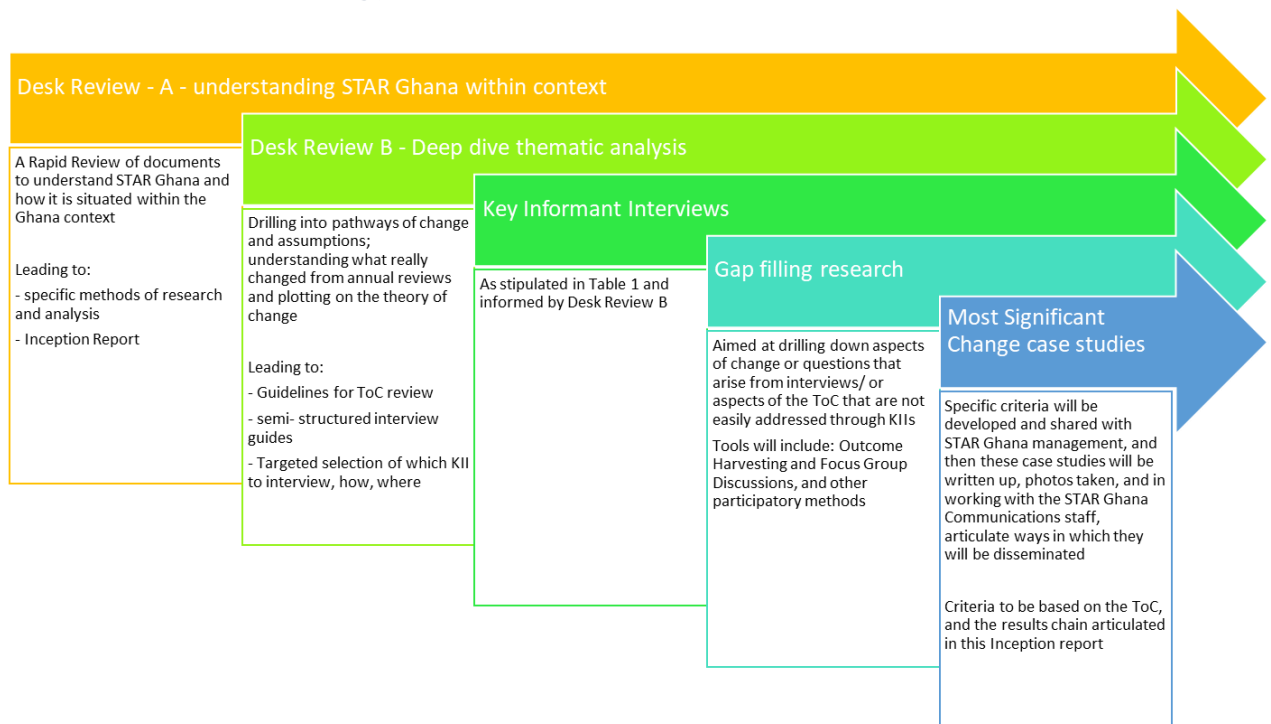 Desk Review - A - understanding STAR Ghana within context
A Rapid Review of documents
to understand STAR Ghana and
how it is situated within the
Ghana context
Leading to:
- specific methods of research
and analysis
- Inception Report
Desk Review B - Deep dive thematic analysis
Drilling into pathways of change
and assumptions;
understanding what really
changed from annual reviews
and plotting on the theory of
change
Leading to:
- Guidelines for ToC review
- semi- structured interview
guides
- Targeted selection of which KII
to interview, how, where
Key Informant Interviews
As stipulated in Table 1 and
informed by Desk Review B
Gap filling research
Aimed at drilling down aspects
of change or questions that
arise from interviews/ or
aspects of the ToC that are not
easily addressed through KIIs
Tools will include: Outcome
Harvesting and Focus Group
Discussions, and other
participatory methods
Most Significant
Change case studies
Specific criteria will be
developed and shared with
STAR Ghana management, and
then these case studies will be
written up, photos taken, and in
working with the STAR Ghana
Communications staff,
articulate ways in which they
will be disseminated
Criteria to be based on the ToC,
and the results chain articulated
in this Inception report